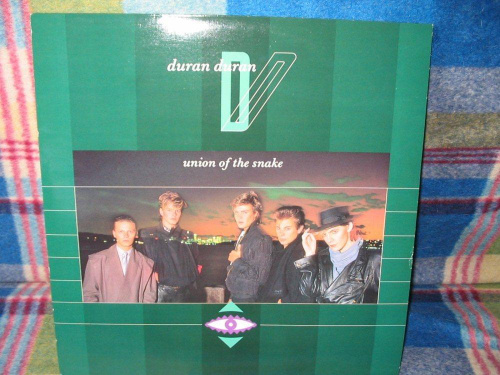 duran duran
union of the snake